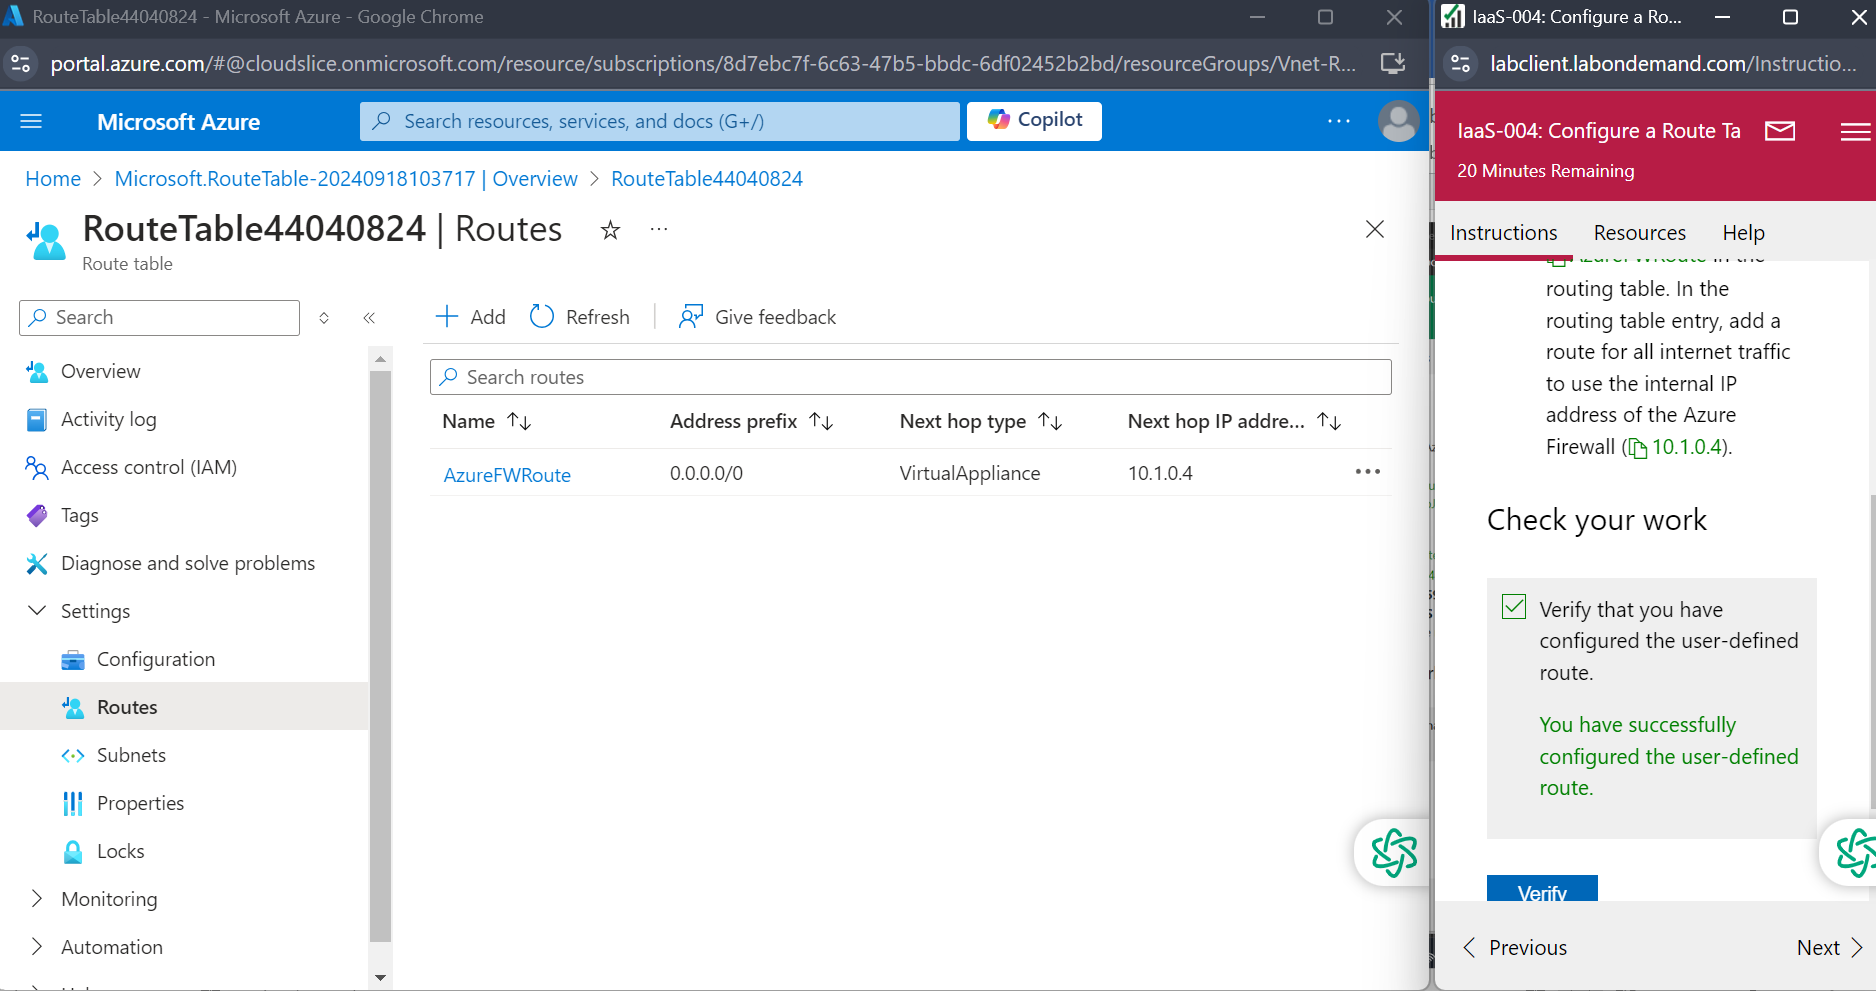 RouteTable44040824 - Microsoft Azure - Google Chrome
portal.azure.com/#@cloudslice.onmicrosoft.com/resource/subscriptions/8d7ebc7f-6c63-47b5-bbdc-6df02452b2bd/resourceGroups/Vnet-R...
Microsoft Azure
Search resources, services, and docs (G+/)
Copilot
Home > Microsoft.RouteTable-20240918103717 | Overview > RouteTable44040824
RouteTable44040824 | Routes
Route table
Search
Overview
Activity log
Access control (IAM)
Tags
Diagnose and solve problems
Settings
Configuration
Routes
Subnets
Properties
Locks
Monitoring
Automation
Add
Refresh
Give feedback
Search routes
Name Address prefix Next hop type Next hop IP addre...
AzureFWRoute 0.0.0.0/0 VirtualAppliance 10.1.0.4
IaaS-004: Configure a Ro...
labclient.labondemand.com/Instructio...
IaaS-004: Configure a Route Ta
20 Minutes Remaining
Instructions Resources Help
AzureFWRoute in the
routing table. In the
routing table entry, add a
route for all internet traffic
to use the internal IP
address of the Azure
Firewall (10.1.0.4).
Check your work
Verify that you have
configured the user-defined
route.
You have successfully
configured the user-defined
route.
Verify
Previous
Next